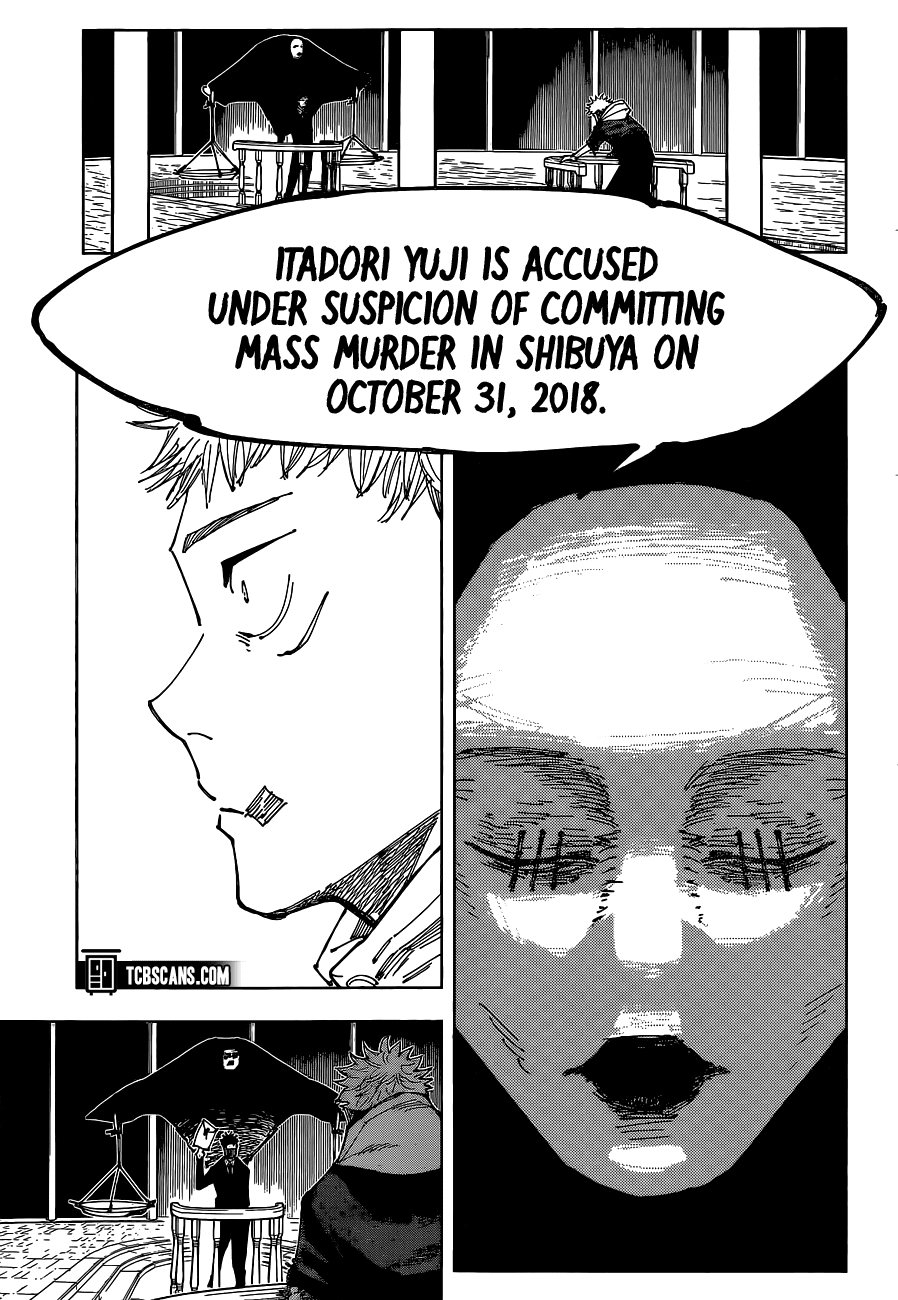 ITADORI YUJI IS ACCUSED
UNDER SUSPICION OF COMMITTING
MASS MURDER IN SHIBUYA ON
OCTOBER 31, 2018.
TCBSCANS.COM